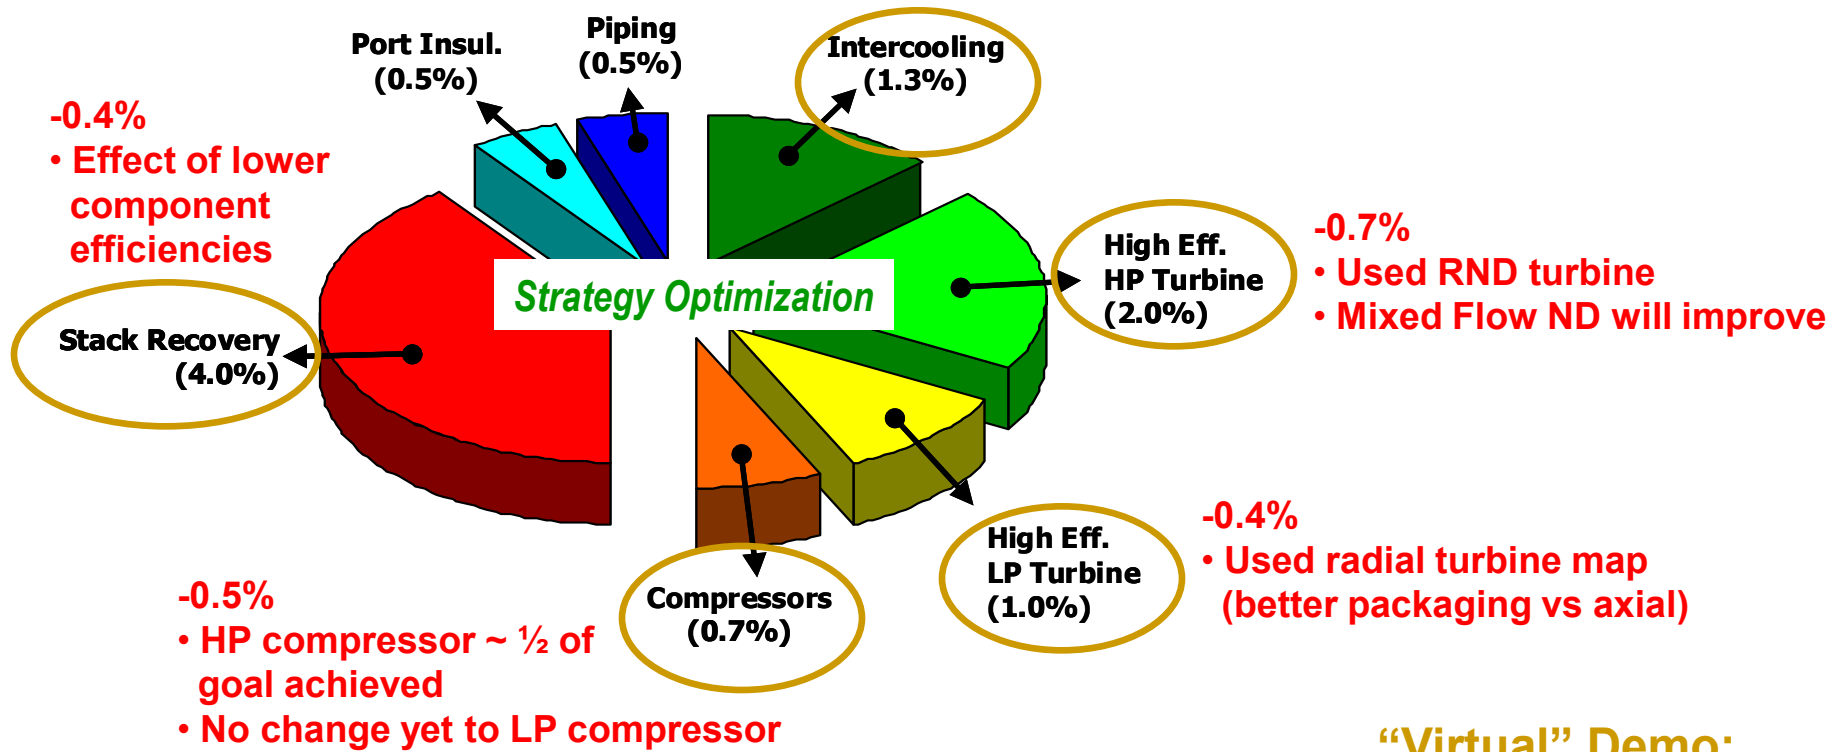 Port Insul.
(0.5%)
Piping
(0.5%)
Intercooling
(1.3%)
-0.4%
• Effect of lower
component
efficiencies
High Eff.
HP Turbine
(2.0%)
-0.7%
• Used RND turbine
• Mixed Flow ND will improve
Strategy Optimization
Stack Recovery
(4.0%)
High Eff.
LP Turbine
(1.0%)
-0.4%
• Used radial turbine map
(better packaging vs axial)
Compressors
(0.7%)
-0.5%
• HP compressor ~ ½ of
goal achieved
• No change yet to LP compressor
“Virtual” Demo: